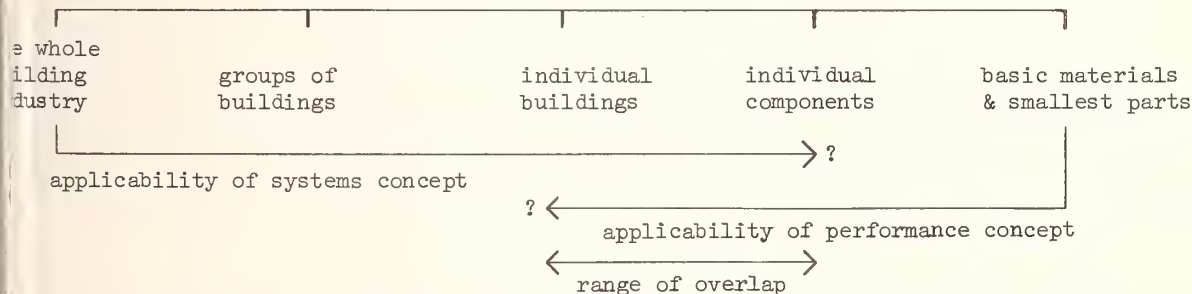 e whole
ilding groups of individual individual basic materials
dustry buildings buildings components & smallest parts
?
applicability of systems concept
?
applicability of performance concept
range of overlap